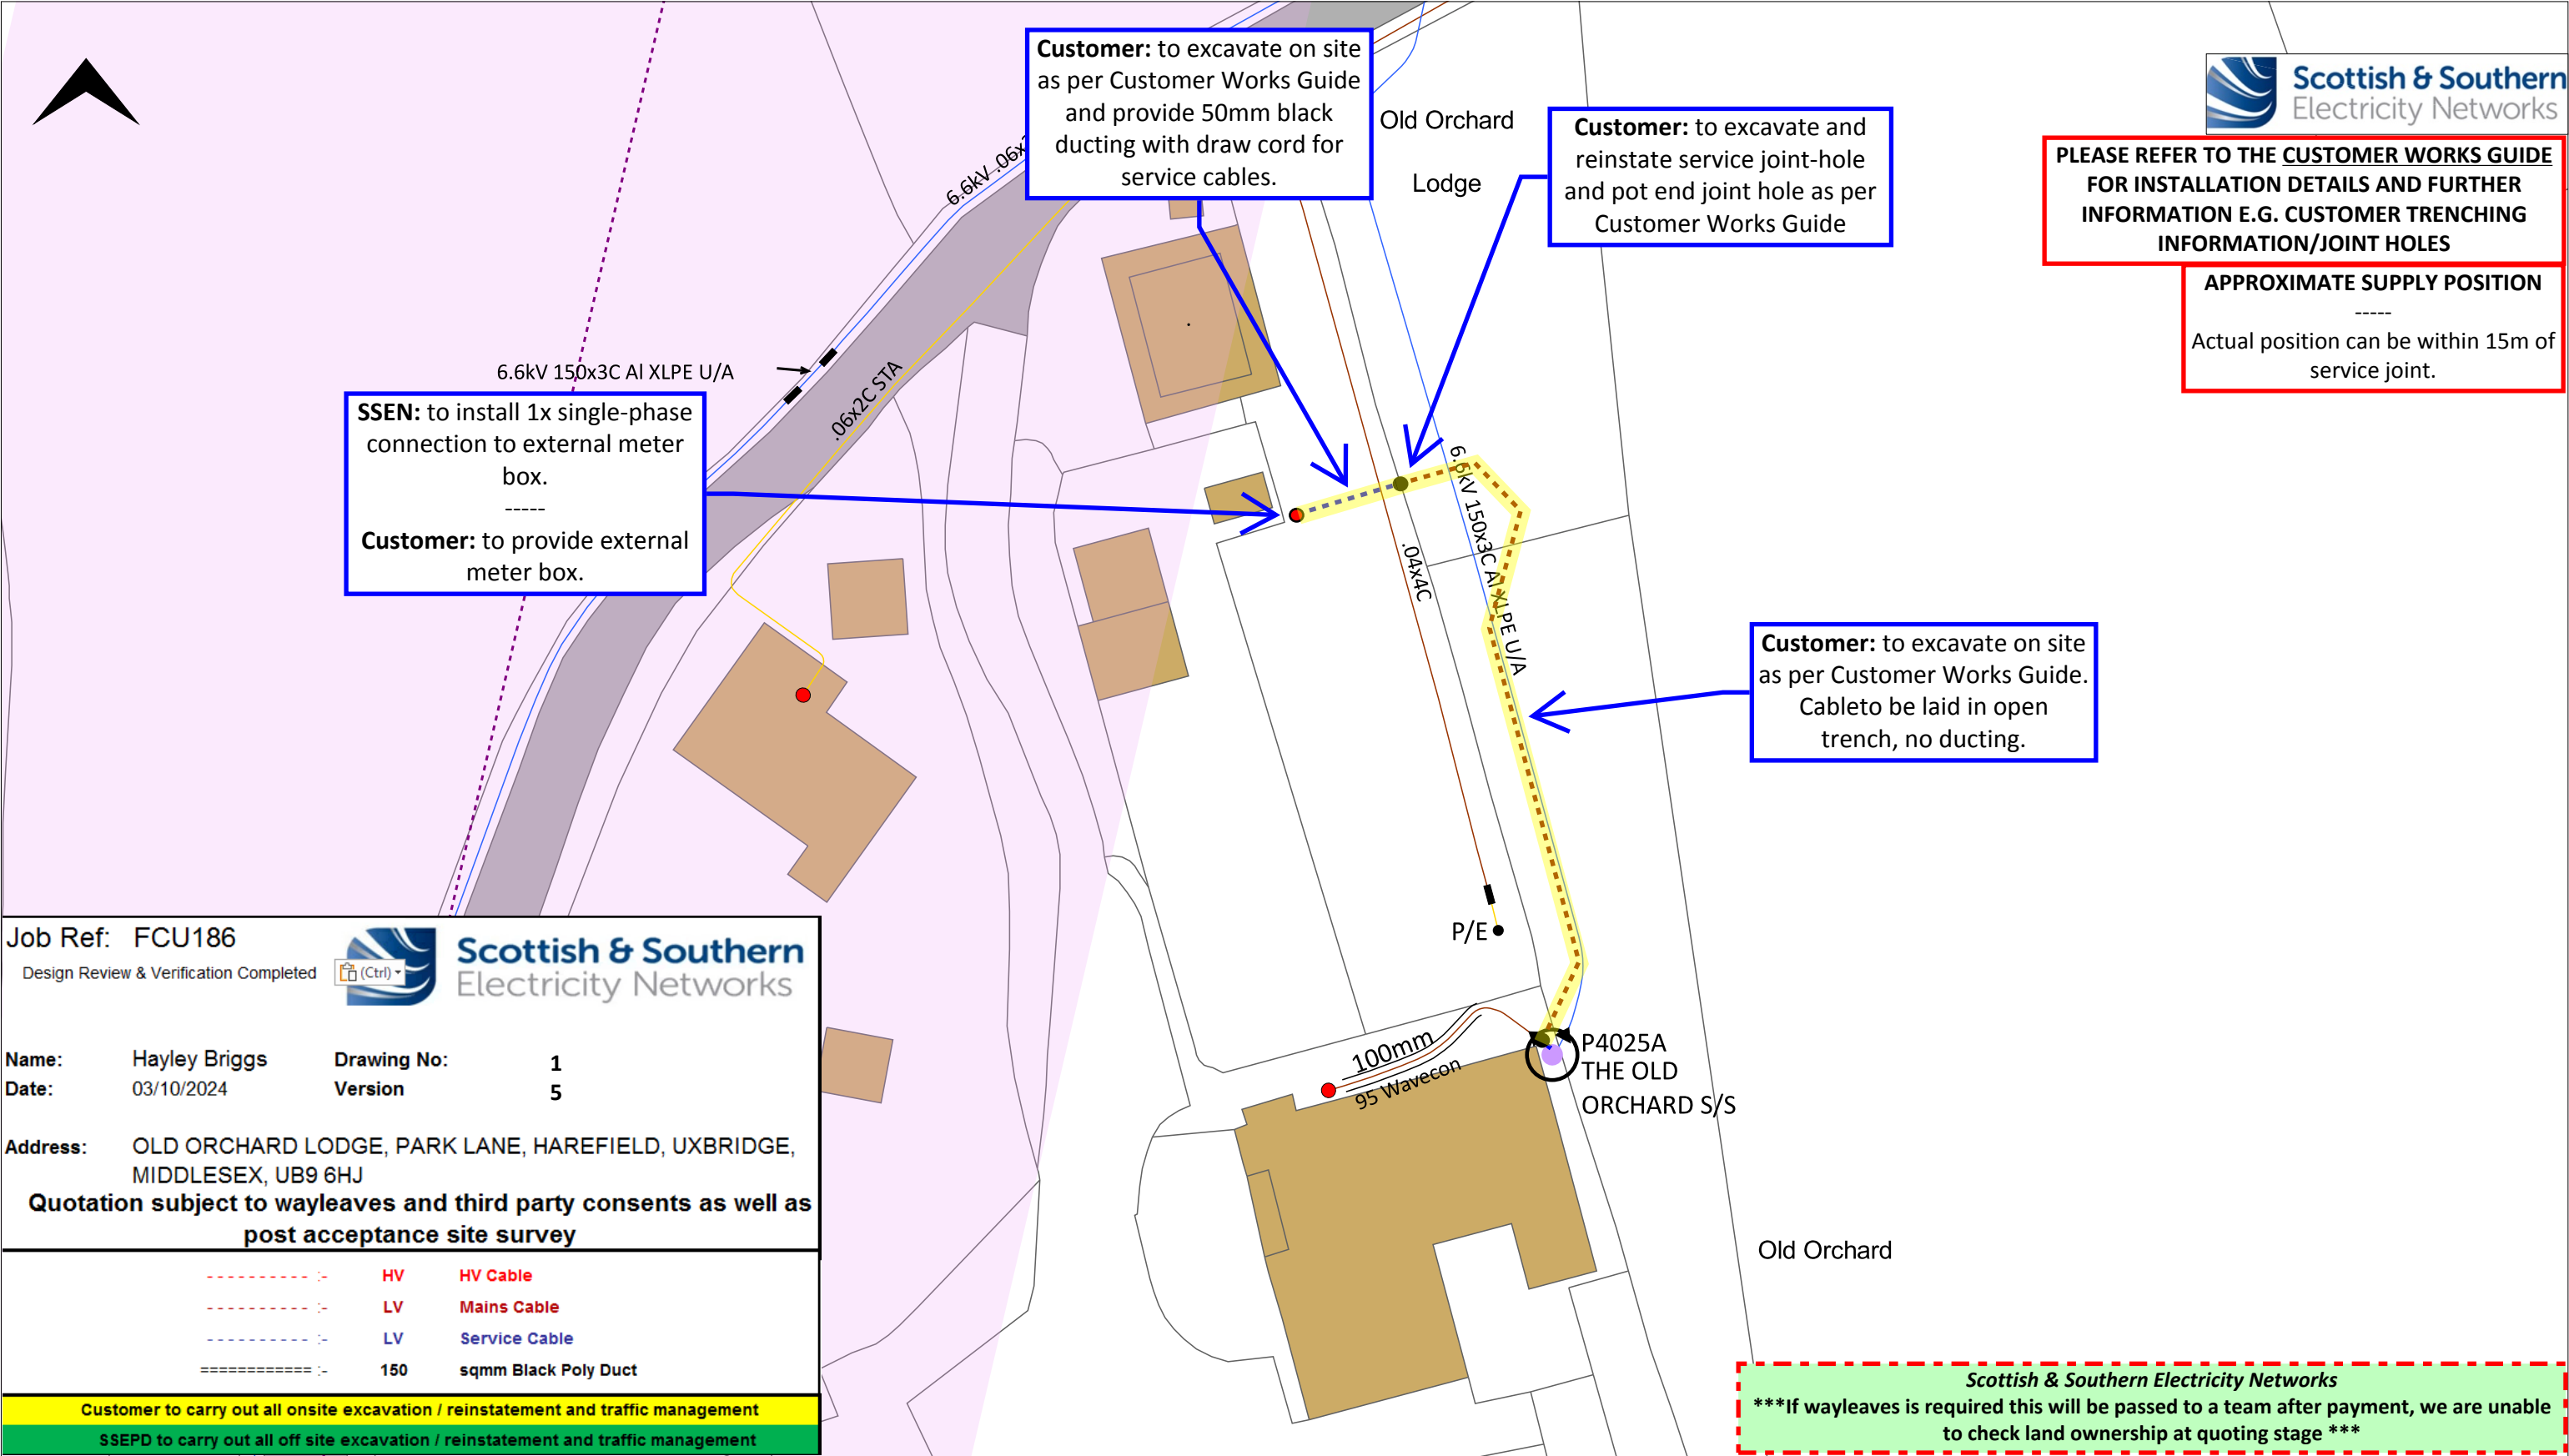 Customer: to excavate on site
as per Customer Works Guide
and provide 50mm black
ducting with draw cord for
service cables.
Old Orchard
Lodge
Customer: to excavate and
reinstate service joint-hole
and pot end joint hole as per
Customer Works Guide
Scottish & Southern
Electricity Networks
PLEASE REFER TO THE CUSTOMER WORKS GUIDE
FOR INSTALLATION DETAILS AND FURTHER
INFORMATION E.G. CUSTOMER TRENCHING
INFORMATION/JOINT HOLES
APPROXIMATE SUPPLY POSITION
-----
Actual position can be within 15m of
service joint.
6.6kV .06x
6.6kV 150x3C Al XLPE U/A
.06x2C STA
SSEN: to install 1x single-phase
connection to external meter
box.
-----
Customer: to provide external
meter box.
6.6kV 150x3C Al XLPE U/A
.04x4C
Customer: to excavate on site
as per Customer Works Guide.
Cableto be laid in open
trench, no ducting.
P/E
100mm
95 Wavecon
P4025A
THE OLD
ORCHARD S/S
Old Orchard
Job Ref: FCU186
Design Review & Verification Completed
(Ctrl)
Scottish & Southern
Electricity Networks
Name: Hayley Briggs Drawing No: 1
Date: 03/10/2024 Version 5
Address: OLD ORCHARD LODGE, PARK LANE, HAREFIELD, UXBRIDGE,
MIDDLESEX, UB9 6HJ
Quotation subject to wayleaves and third party consents as well as
post acceptance site survey
---------- :- HV HV Cable
---------- :- LV Mains Cable
---------- :- LV Service Cable
============ :- 150 sqmm Black Poly Duct
Customer to carry out all onsite excavation / reinstatement and traffic management
SSEPD to carry out all off site excavation / reinstatement and traffic management
Scottish & Southern Electricity Networks
***If wayleaves is required this will be passed to a team after payment, we are unable
to check land ownership at quoting stage ***